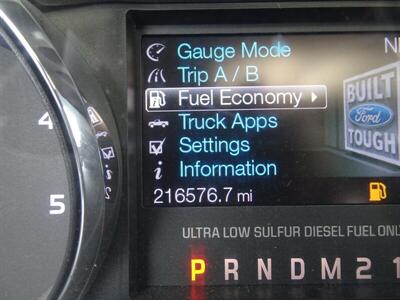 Gauge Mode
Trip A / B
Fuel Economy
Truck Apps
Settings
Information
216576.7 mi
BUILT
Ford
TOUGH
ULTRA LOW SULFUR DIESEL FUEL ONLY
P R N D M 2 1
4
5